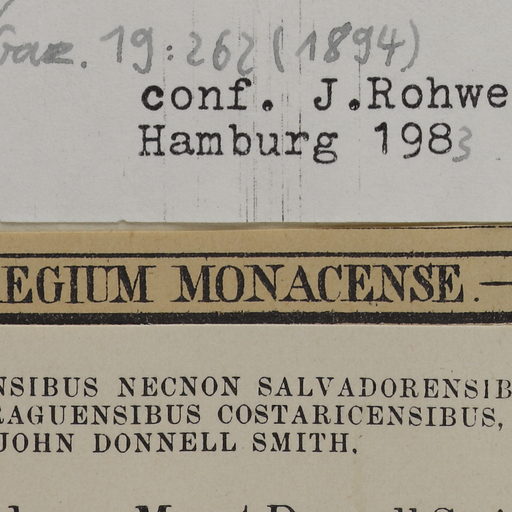 Gaz. 19:262 (1894)
conf. J.Rohwe
Hamburg 1983
EGIUM MONACENSE.—
NSIBUS NECNON SALVADORENSIB
RAGUENSIBUS COSTARICENSIBUS,
JOHN DONNELL SMITH.